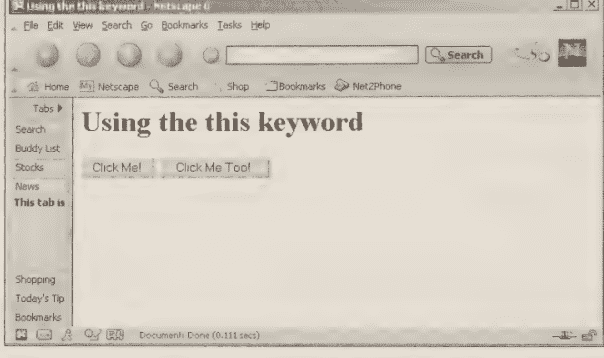 Using the this keyword - Netscape 6
File Edit View Search Go Bookmarks Tasks Help
Search
Home My Netscape Search Shop Bookmarks Net2Phone
Tabs
Search
Buddy List
Stocks
News
This tab is
Shopping
Today's Tip
Bookmarks
Using the this keyword
Click Me! Click Me Too!
Document: Done (0.111 secs)